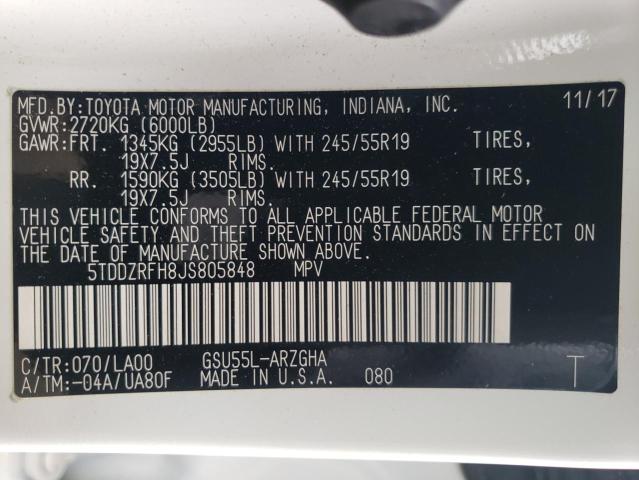 MFD.BY:TOYOTA MOTOR MANUFACTURING, INDIANA, INC. 11/17
GVWR:2720KG (6000LB)
GAWR:FRT. 1345KG (2955LB) WITH 245/55R19 TIRES,
19X7.5J RIMS.
RR. 1590KG (3505LB) WITH 245/55R19 TIRES,
19X7.5J RIMS.
THIS VEHICLE CONFORMS TO ALL APPLICABLE FEDERAL MOTOR
VEHICLE SAFETY AND THEFT PREVENTION STANDARDS IN EFFECT ON
THE DATE OF MANUFACTURE SHOWN ABOVE.
5TDDZRFH8JS805848 MPV
C/TR:070/LA00 GSU55L-ARZGHA
A/TM:-04A/UA80F MADE IN U.S.A. 080 T